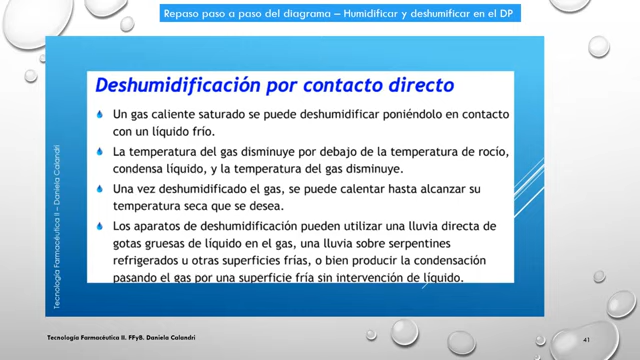 Repaso paso a paso del diagrama – Humidificar y deshumificar en el DP
Deshumidificación por contacto directo
Un gas caliente saturado se puede deshumidificar poniéndolo en contacto
con un líquido frío.
La temperatura del gas disminuye por debajo de la temperatura de rocío,
condensa líquido, y la temperatura del gas disminuye.
Una vez deshumidificado el gas, se puede calentar hasta alcanzar su
temperatura seca que se desea.
Los aparatos de deshumidificación pueden utilizar una lluvia directa de
gotas gruesas de líquido en el gas, una lluvia sobre serpentines
refrigerados u otras superficies frías, o bien producir la condensación
pasando el gas por una superficie fría sin intervención de líquido.
Tecnología Farmacéutica II – Daniela Calandri
Tecnología Farmacéutica II. FFyB. Daniela Calandri
41